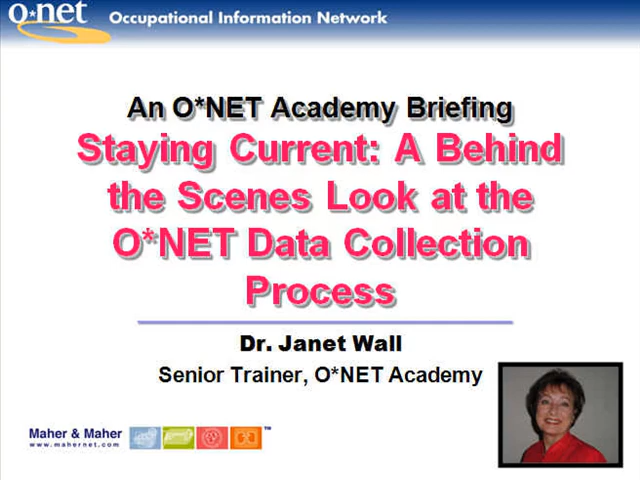 o*net Occupational Information Network
An O*NET Academy Briefing
Staying Current: A Behind
the Scenes Look at the
O*NET Data Collection
Process
Dr. Janet Wall
Senior Trainer, O*NET Academy
Maher & Maher
www.mahernet.com
TM